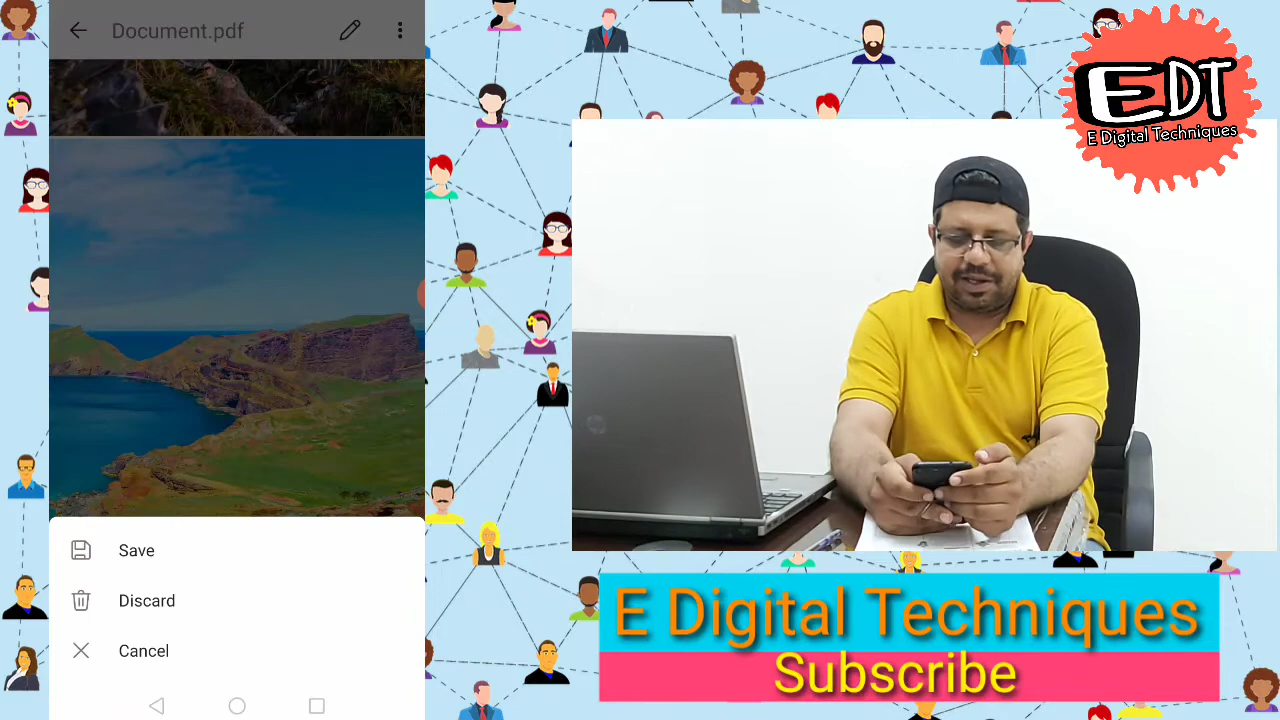 Document.pdf
Save
Discard
Cancel
EDT
E Digital Techniques
E Digital Techniques
Subscribe